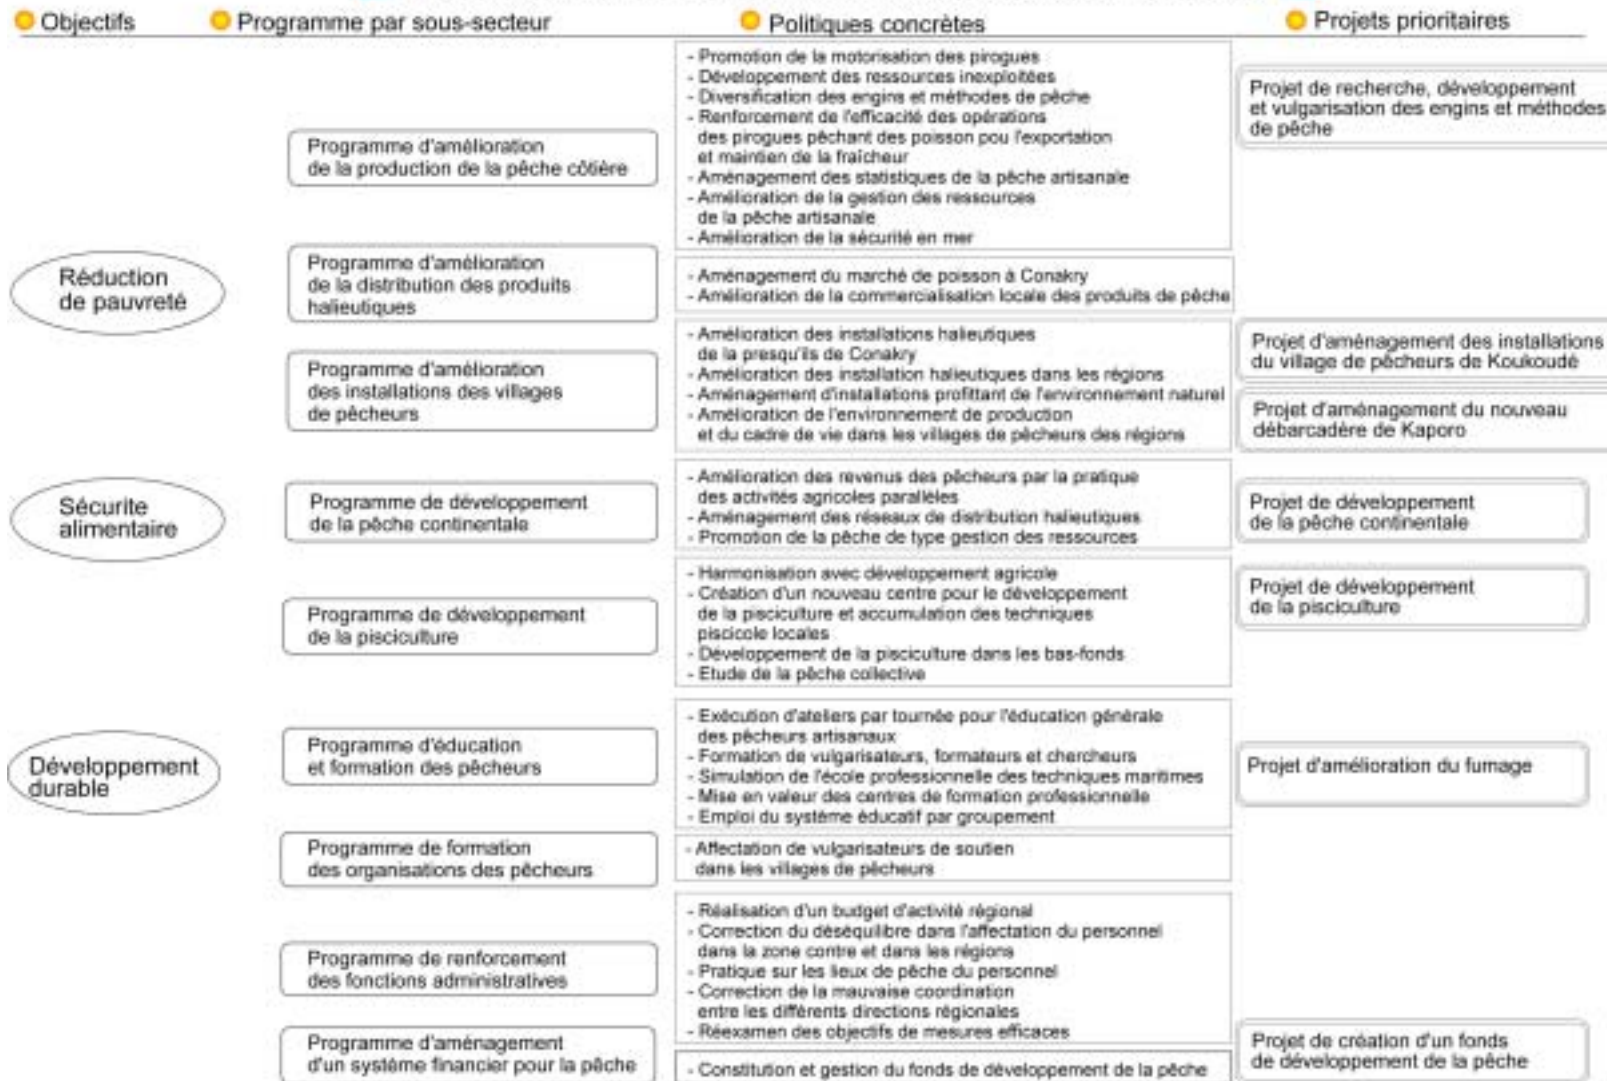 Objectifs
Programme par sous-secteur
Politiques concrètes
Projets prioritaires
Réduction
de pauvreté
Sécurite
alimentaire
Développement
durable
Programme d'amélioration
de la production de la pêche côtière
Programme d'amélioration
de la distribution des produits
halieutiques
Programme d'amélioration
des installations des villages
de pêcheurs
Programme de développement
de la pêche continentale
Programme de développement
de la pisciculture
Programme d'éducation
et formation des pêcheurs
Programme de formation
des organisations des pêcheurs
Programme de renforcement
des fonctions administratives
Programme d'aménagement
d'un système financier pour la pêche
- Promotion de la motorisation des pirogues
- Développement des ressources inexploitées
- Diversification des engins et méthodes de pêche
- Renforcement de l'efficacité des opérations
des pirogues pêchant des poisson pou l'exportation
et maintien de la fraîcheur
- Aménagement des statistiques de la pêche artisanale
- Amélioration de la gestion des ressources
de la pêche artisanale
- Amélioration de la sécurité en mer
- Aménagement du marché de poisson à Conakry
- Amélioration de la commercialisation locale des produits de pêche
- Amélioration des installations halieutiques
de la presqu'ils de Conakry
- Amélioration des installation halieutiques dans les régions
- Aménagement d'installations profittant de l'environnement naturel
- Amélioration de l'environnement de production
et du cadre de vie dans les villages de pêcheurs des régions
- Amélioration des revenus des pêcheurs par la pratique
des activités agricoles parallèles
- Aménagement des réseaux de distribution halieutiques
- Promotion de la pêche de type gestion des ressources
- Harmonisation avec développement agricole
- Création d'un nouveau centre pour le développement
de la pisciculture et accumulation des techniques
piscicole locales
- Développement de la pisciculture dans les bas-fonds
- Etude de la pêche collective
- Exécution d'ateliers par tournée pour l'éducation générale
des pêcheurs artisanaux
- Formation de vulgarisateurs, formateurs et chercheurs
- Simulation de l'école professionnelle des techniques maritimes
- Mise en valeur des centres de formation professionnelle
- Emploi du système éducatif par groupement
- Affectation de vulgarisateurs de soutien
dans les villages de pêcheurs
- Réalisation d'un budget d'activité régional
- Correction du déséquilibre dans l'affectation du personnel
dans la zone contre et dans les régions
- Pratique sur les lieux de pêche du personnel
- Correction de la mauvaise coordination
entre les différents directions régionales
- Réexamen des objectifs de mesures efficaces
- Constitution et gestion du fonds de développement de la pêche
Projet de recherche, développement
et vulgarisation des engins et méthodes
de pêche
Projet d'aménagement des installations
du village de pêcheurs de Koukoudé
Projet d'aménagement du nouveau
débarcadère de Kaporo
Projet de développement
de la pêche continentale
Projet de développement
de la pisciculture
Projet d'amélioration du fumage
Projet de création d'un fonds
de développement de la pêche